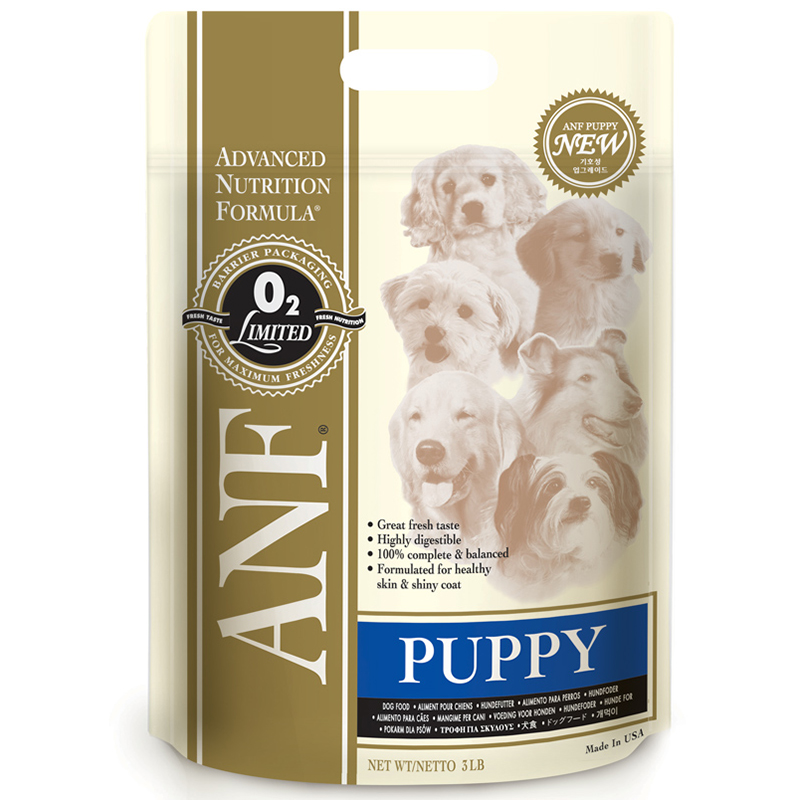 ADVANCED
NUTRITION
FORMULA®
BARRIER PACKAGING
O2
FRESH TASTE
LIMITED
FRESH NUTRITION
FOR MAXIMUM FRESHNESS
ANF®
ANF PUPPY
NEW
기호성
업그레이드
• Great fresh taste
• Highly digestible
• 100% complete & balanced
• Formulated for healthy
skin & shiny coat
PUPPY
DOG FOOD • ALIMENT POUR CHIENS • HUNDEFUTTER • ALIMENTO PARA PERROS • HUNDFODER
• ALIMENTO PARA CÃES • MANGIME PER CANI • VOEDING VOOR HONDEN • HUNDEFODER • HUNDE FOR
• POKARM DLA PSÓW • ΤΡΟΦΗ ΓΙΑ ΣΚΥΛΟΥΣ • 犬食 • ドッグフード • 개먹이
NET WT/NETTO 3 LB
Made In USA